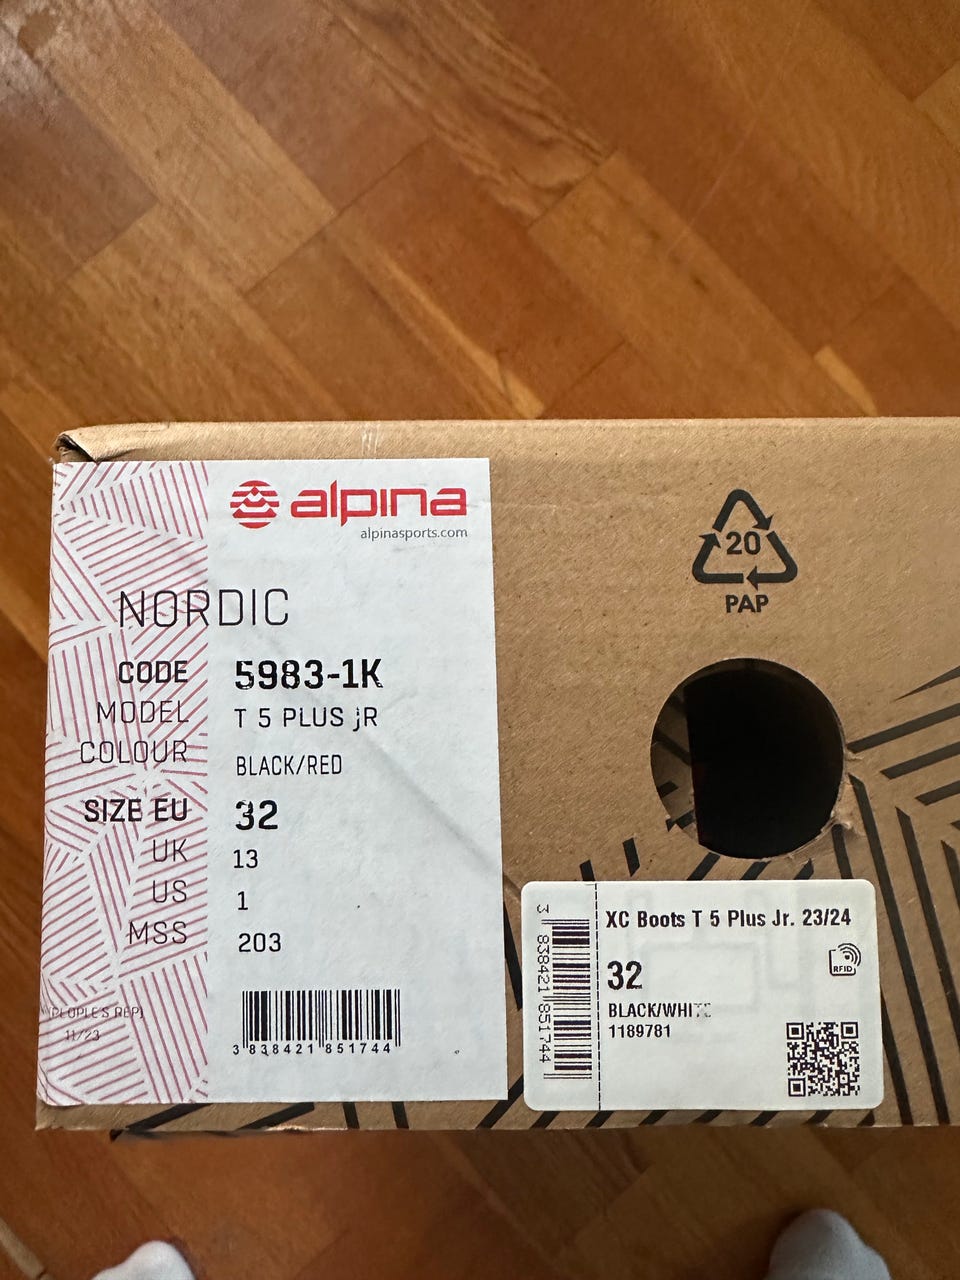 alpina
alpinasports.com
NORDIC
CODE 5983-1K
MODEL T 5 PLUS jR
COLOUR BLACK/RED
SIZE EU 32
UK 13
US 1
MSS 203
PEOPLE'S REP)
11/23
3 838421 851744
20
PAP
3 838421 851744
XC Boots T 5 Plus Jr. 23/24
RFID
32
BLACK/WHITE
1189781